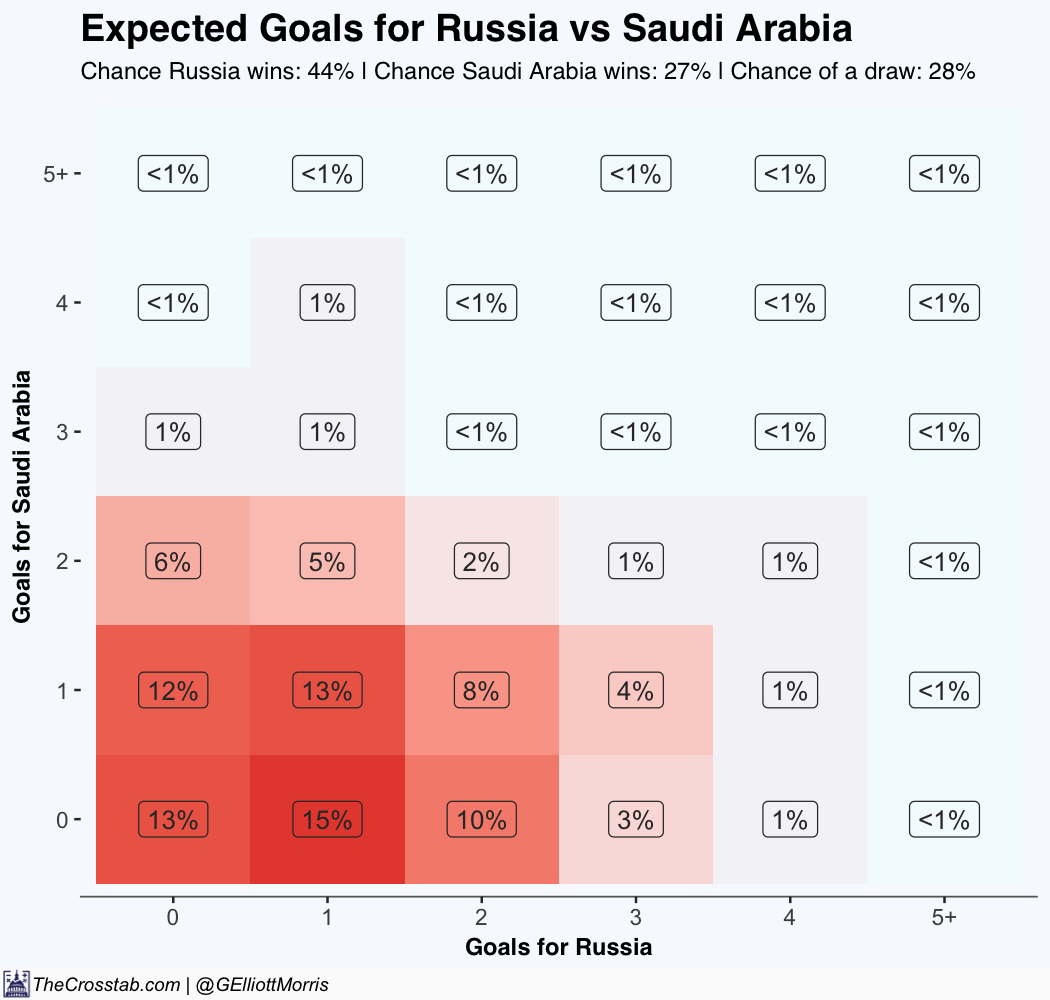 Expected Goals for Russia vs Saudi Arabia
Chance Russia wins: 44% | Chance Saudi Arabia wins: 27% | Chance of a draw: 28%
5+ <1% <1% <1% <1% <1% <1%
4 <1% 1% <1% <1% <1% <1%
3 1% 1% <1% <1% <1% <1%
2 6% 5% 2% 1% 1% <1%
1 12% 13% 8% 4% 1% <1%
0 13% 15% 10% 3% 1% <1%
Goals for Saudi Arabia
0 1 2 3 4 5+
Goals for Russia
TheCrosstab.com | @GElliottMorris